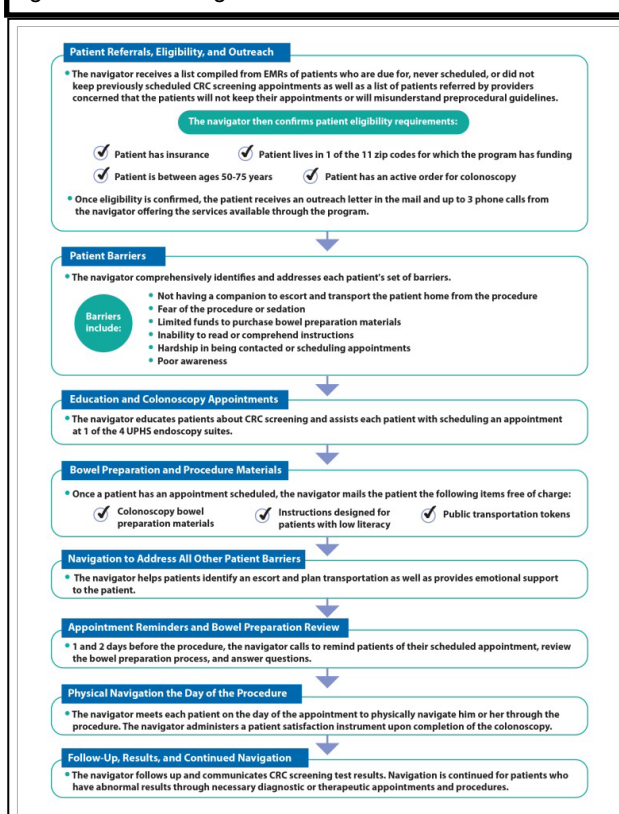 Patient Referrals, Eligibility, and Outreach
• The navigator receives a list compiled from EMRs of patients who are due for, never scheduled, or did not
keep previously scheduled CRC screening appointments as well as a list of patients referred by providers
concerned that the patients will not keep their appointments or will misunderstand preprocedural guidelines.
The navigator then confirms patient eligibility requirements:
Patient has insurance
Patient lives in 1 of the 11 zip codes for which the program has funding
Patient is between ages 50-75 years
Patient has an active order for colonoscopy
• Once eligibility is confirmed, the patient receives an outreach letter in the mail and up to 3 phone calls from
the navigator offering the services available through the program.
Patient Barriers
• The navigator comprehensively identifies and addresses each patient's set of barriers.
Barriers
include:
• Not having a companion to escort and transport the patient home from the procedure
• Fear of the procedure or sedation
• Limited funds to purchase bowel preparation materials
• Inability to read or comprehend instructions
• Hardship in being contacted or scheduling appointments
• Poor awareness
Education and Colonoscopy Appointments
• The navigator educates patients about CRC screening and assists each patient with scheduling an appointment
at 1 of the 4 UPHS endoscopy suites.
Bowel Preparation and Procedure Materials
• Once a patient has an appointment scheduled, the navigator mails the patient the following items free of charge:
Colonoscopy bowel
preparation materials
Instructions designed for
patients with low literacy
Public transportation tokens
Navigation to Address All Other Patient Barriers
• The navigator helps patients identify an escort and plan transportation as well as provides emotional support
to the patient.
Appointment Reminders and Bowel Preparation Review
• 1 and 2 days before the procedure, the navigator calls to remind patients of their scheduled appointment, review
the bowel preparation process, and answer questions.
Physical Navigation the Day of the Procedure
• The navigator meets each patient on the day of the appointment to physically navigate him or her through the
procedure. The navigator administers a patient satisfaction instrument upon completion of the colonoscopy.
Follow-Up, Results, and Continued Navigation
• The navigator follows up and communicates CRC screening test results. Navigation is continued for patients who
have abnormal results through necessary diagnostic or therapeutic appointments and procedures.